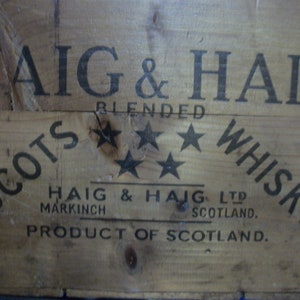 AIG & HAI
BLENDED
COTS WHISK
HAIG & HAIG LTD
MARKINCH SCOTLAND.
PRODUCT OF SCOTLAND.